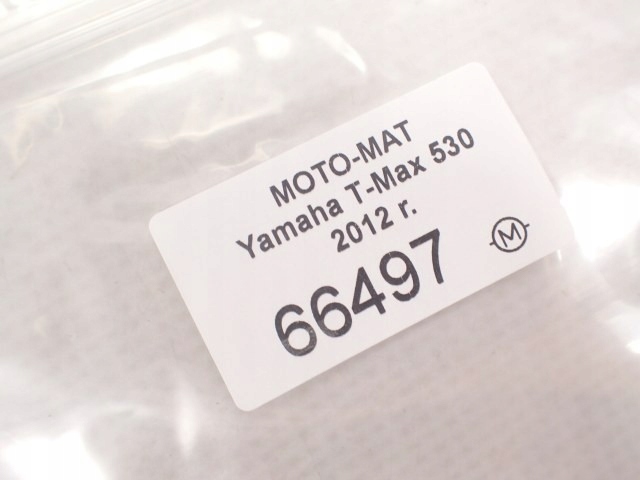 MOTO-MAT
Yamaha T-Max 530
2012 r.
66497
M